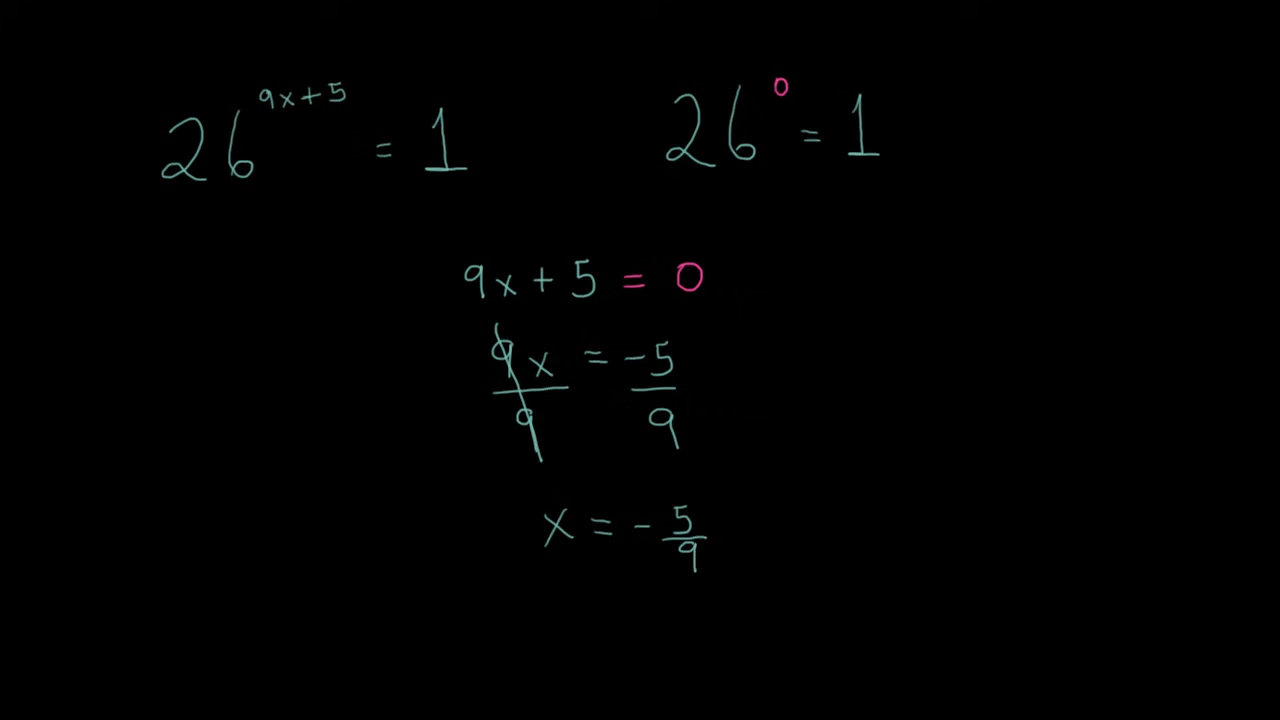 26^(9x+5) = 1    26^0 = 1
9x + 5 = 0
9x/9 = -5/9
x = -5/9